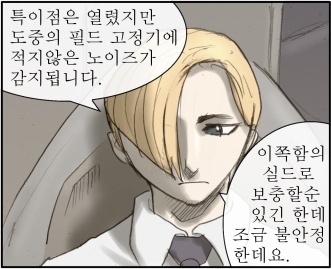 특이점은 열렸지만
도중의 필드 고정기에
적지않은 노이즈가
감지됩니다.
이쪽함의
실드로
보충할순
있긴 한데
조금 불안정
한데요.